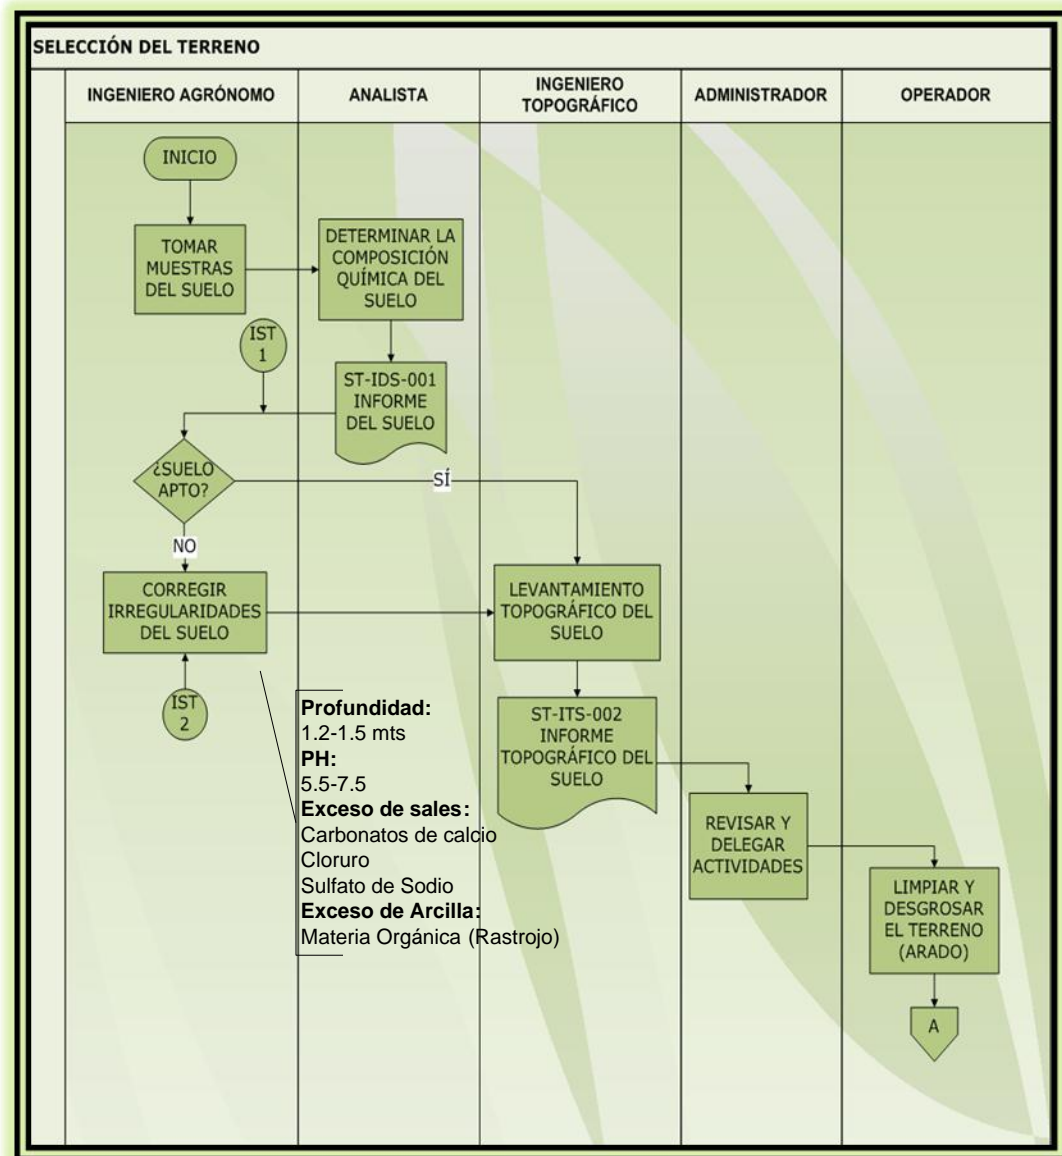 SELECCIÓN DEL TERRENO
INGENIERO AGRÓNOMO
ANALISTA
INGENIERO
TOPOGRÁFICO
ADMINISTRADOR
OPERADOR
INICIO
TOMAR
MUESTRAS
DEL SUELO
DETERMINAR LA
COMPOSICIÓN
QUÍMICA DEL
SUELO
IST
1
ST-IDS-001
INFORME
DEL SUELO
¿SUELO
APTO?
SÍ
NO
CORREGIR
IRREGULARIDADES
DEL SUELO
LEVANTAMIENTO
TOPOGRÁFICO DEL
SUELO
IST
2
Profundidad:
1.2-1.5 mts
PH:
5.5-7.5
Exceso de sales:
Carbonatos de calcio
Cloruro
Sulfato de Sodio
Exceso de Arcilla:
Materia Orgánica (Rastrojo)
ST-ITS-002
INFORME
TOPOGRÁFICO DEL
SUELO
REVISAR Y
DELEGAR
ACTIVIDADES
LIMPIAR Y
DESGROSAR
EL TERRENO
(ARADO)
A